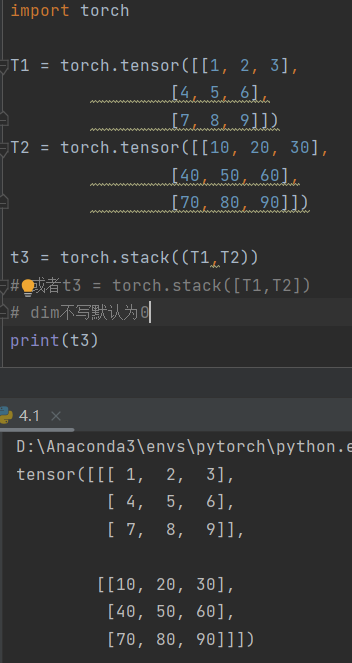 import torch
T1 = torch.tensor([[1, 2, 3],
[4, 5, 6],
[7, 8, 9]])
T2 = torch.tensor([[10, 20, 30],
[40, 50, 60],
[70, 80, 90]])
t3 = torch.stack((T1,T2))
# 或者t3 = torch.stack([T1,T2])
# dim不写默认为0
print(t3)
4.1
D:\Anaconda3\envs\pytorch\python.e
tensor([[[ 1, 2, 3],
[ 4, 5, 6],
[ 7, 8, 9]],
[[10, 20, 30],
[40, 50, 60],
[70, 80, 90]]])